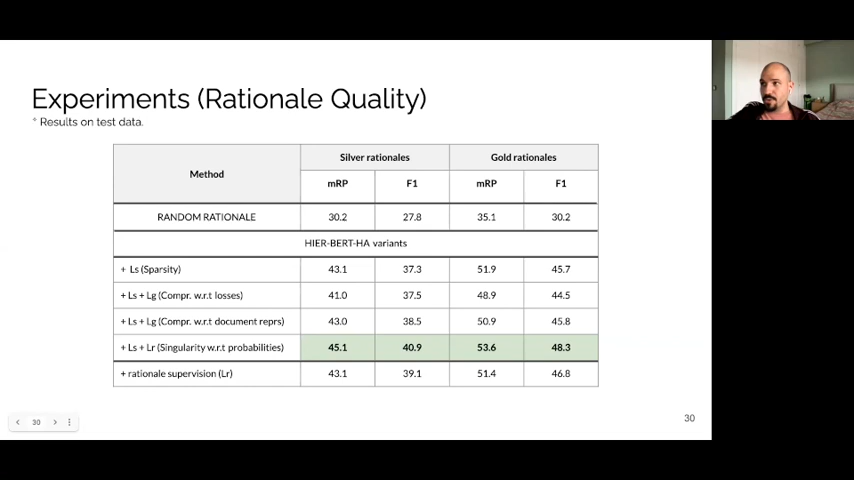 Experiments (Rationale Quality)
* Results on test data.
Method
Silver rationales
Gold rationales
mRP
F1
mRP
F1
RANDOM RATIONALE 30.2 27.8 35.1 30.2
HIER-BERT-HA variants
+ Ls (Sparsity) 43.1 37.3 51.9 45.7
+ Ls + Lg (Compr. w.r.t losses) 41.0 37.5 48.9 44.5
+ Ls + Lg (Compr. w.r.t document reprs) 43.0 38.5 50.9 45.8
+ Ls + Lr (Singularity w.r.t probabilities) 45.1 40.9 53.6 48.3
+ rationale supervision (Lr) 43.1 39.1 51.4 46.8
30
30